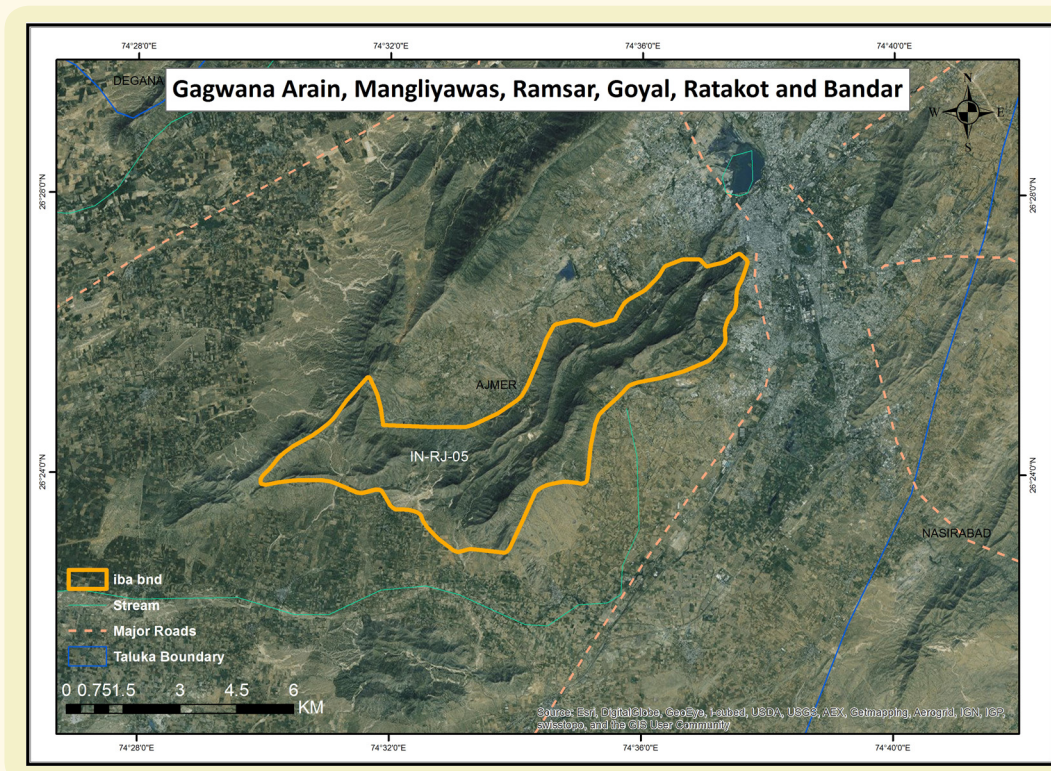 74°28'0"E 74°32'0"E 74°36'0"E 74°40'0"E
DEGANA
Gagwana Arain, Mangliyawas, Ramsar, Goyal, Ratakot and Bandar
N
W E
S
26°28'0"N 26°28'0"N
AJMER
IN-RJ-05
26°24'0"N 26°24'0"N
NASIRABAD
iba bnd
Stream
Major Roads
Taluka Boundary
0 0.75 1.5 3 4.5 6
KM
Source: Esri, DigitalGlobe, GeoEye, i-cubed, USDA, USGS, AEX, Getmapping, Aerogrid, IGN, IGP,
swisstopo, and the GIS User Community
74°28'0"E 74°32'0"E 74°36'0"E 74°40'0"E